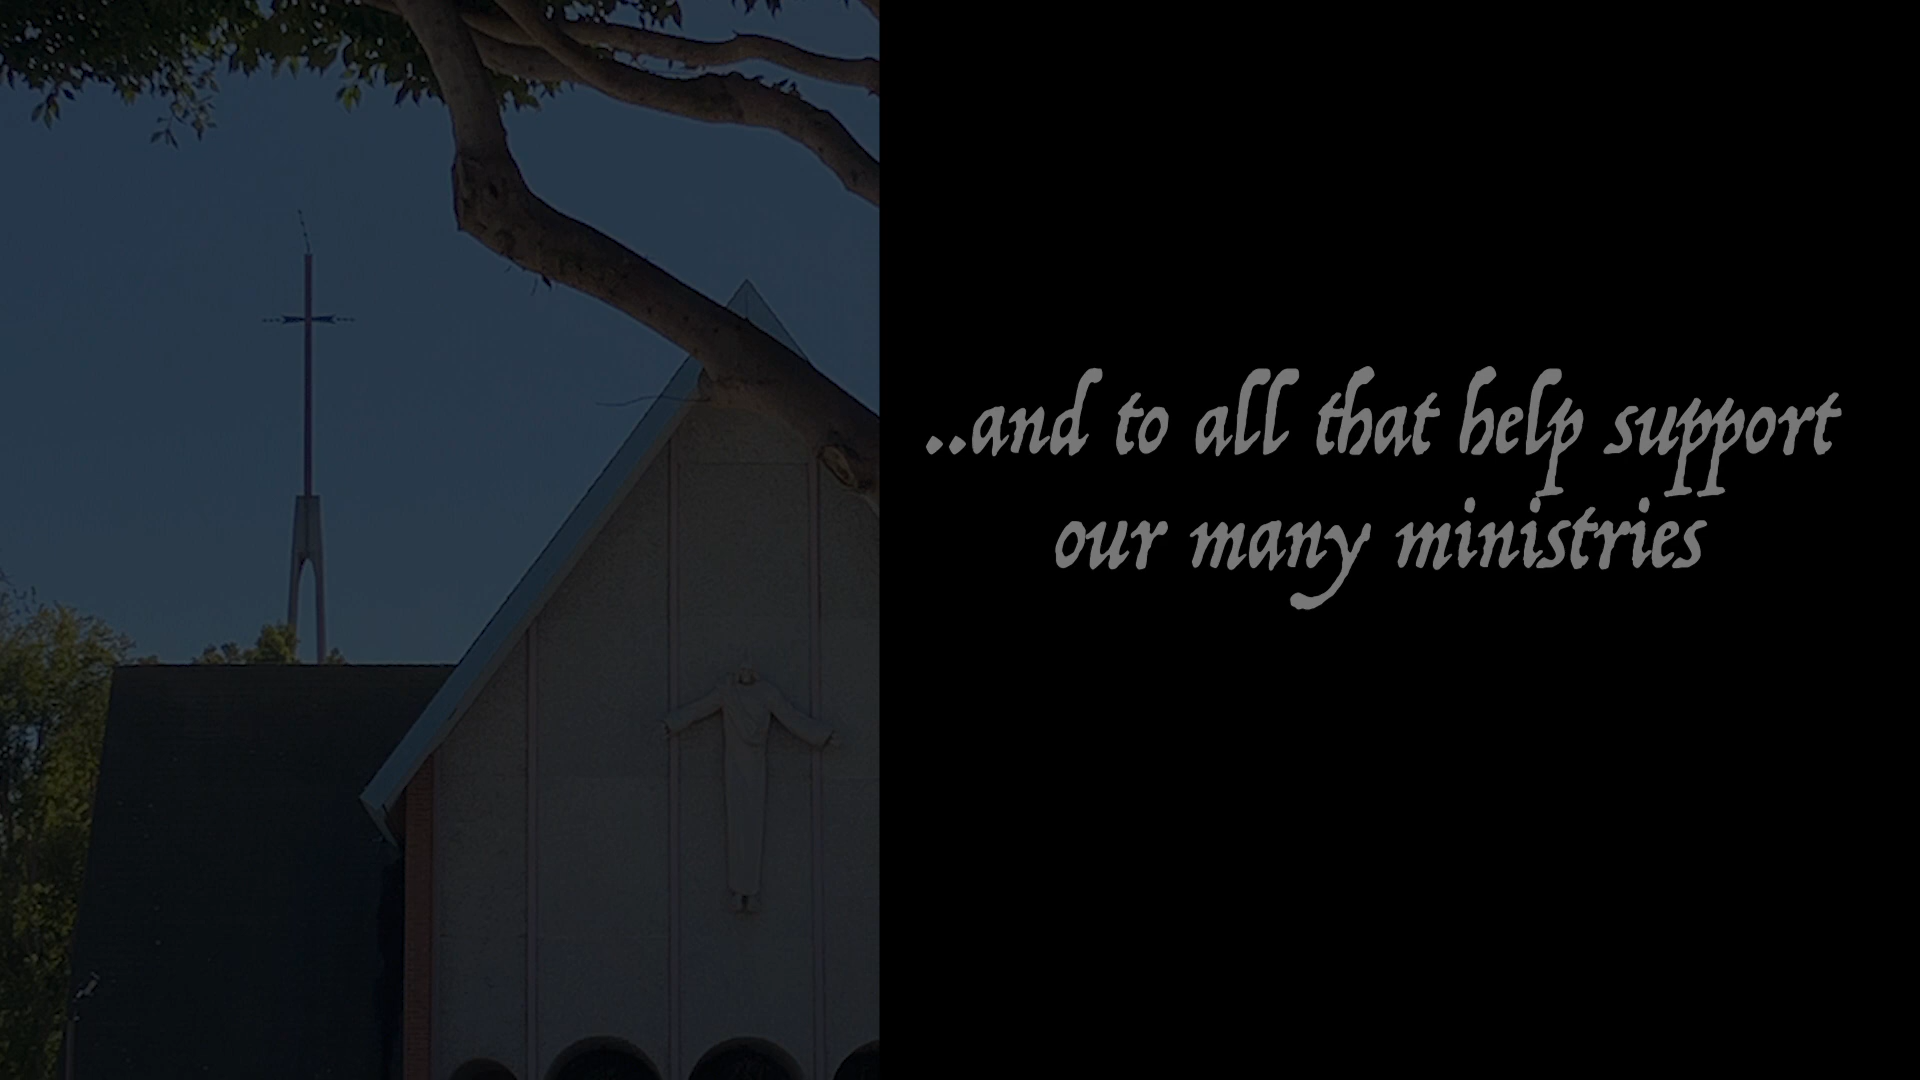 ..and to all that help support
our many ministries